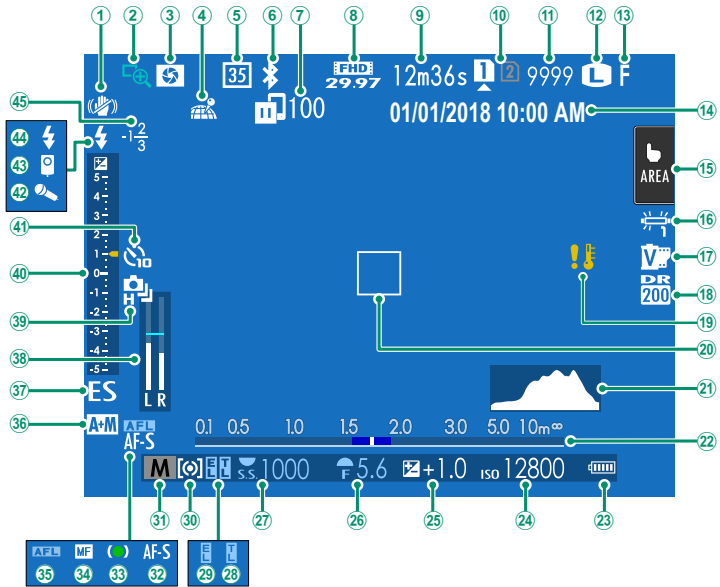 1 2 3 4 5 6 7 8 9 10 11 12 13
35 FHD 29.97 12m36s 1 2 9999 L F
100
01/01/2018 10:00 AM 14
45 -1 2/3
44
43
42
AREA 15
5
4
3
2
1
0
-1
-2
-3
-4
-5
1 16
41 10
V 17
40
DR 200 18
39 H
19
20
38
L R
21
37 ES
36 A+M
AFL
AF-S
0.1 0.5 1.0 1.5 2.0 3.0 5.0 10m ∞ 22
M EL TL S.S. 1000 F 5.6 +1.0 ISO 12800
31 30 27 26 25 24 23
AFL MF AF-S EL TL
35 34 33 32 29 28